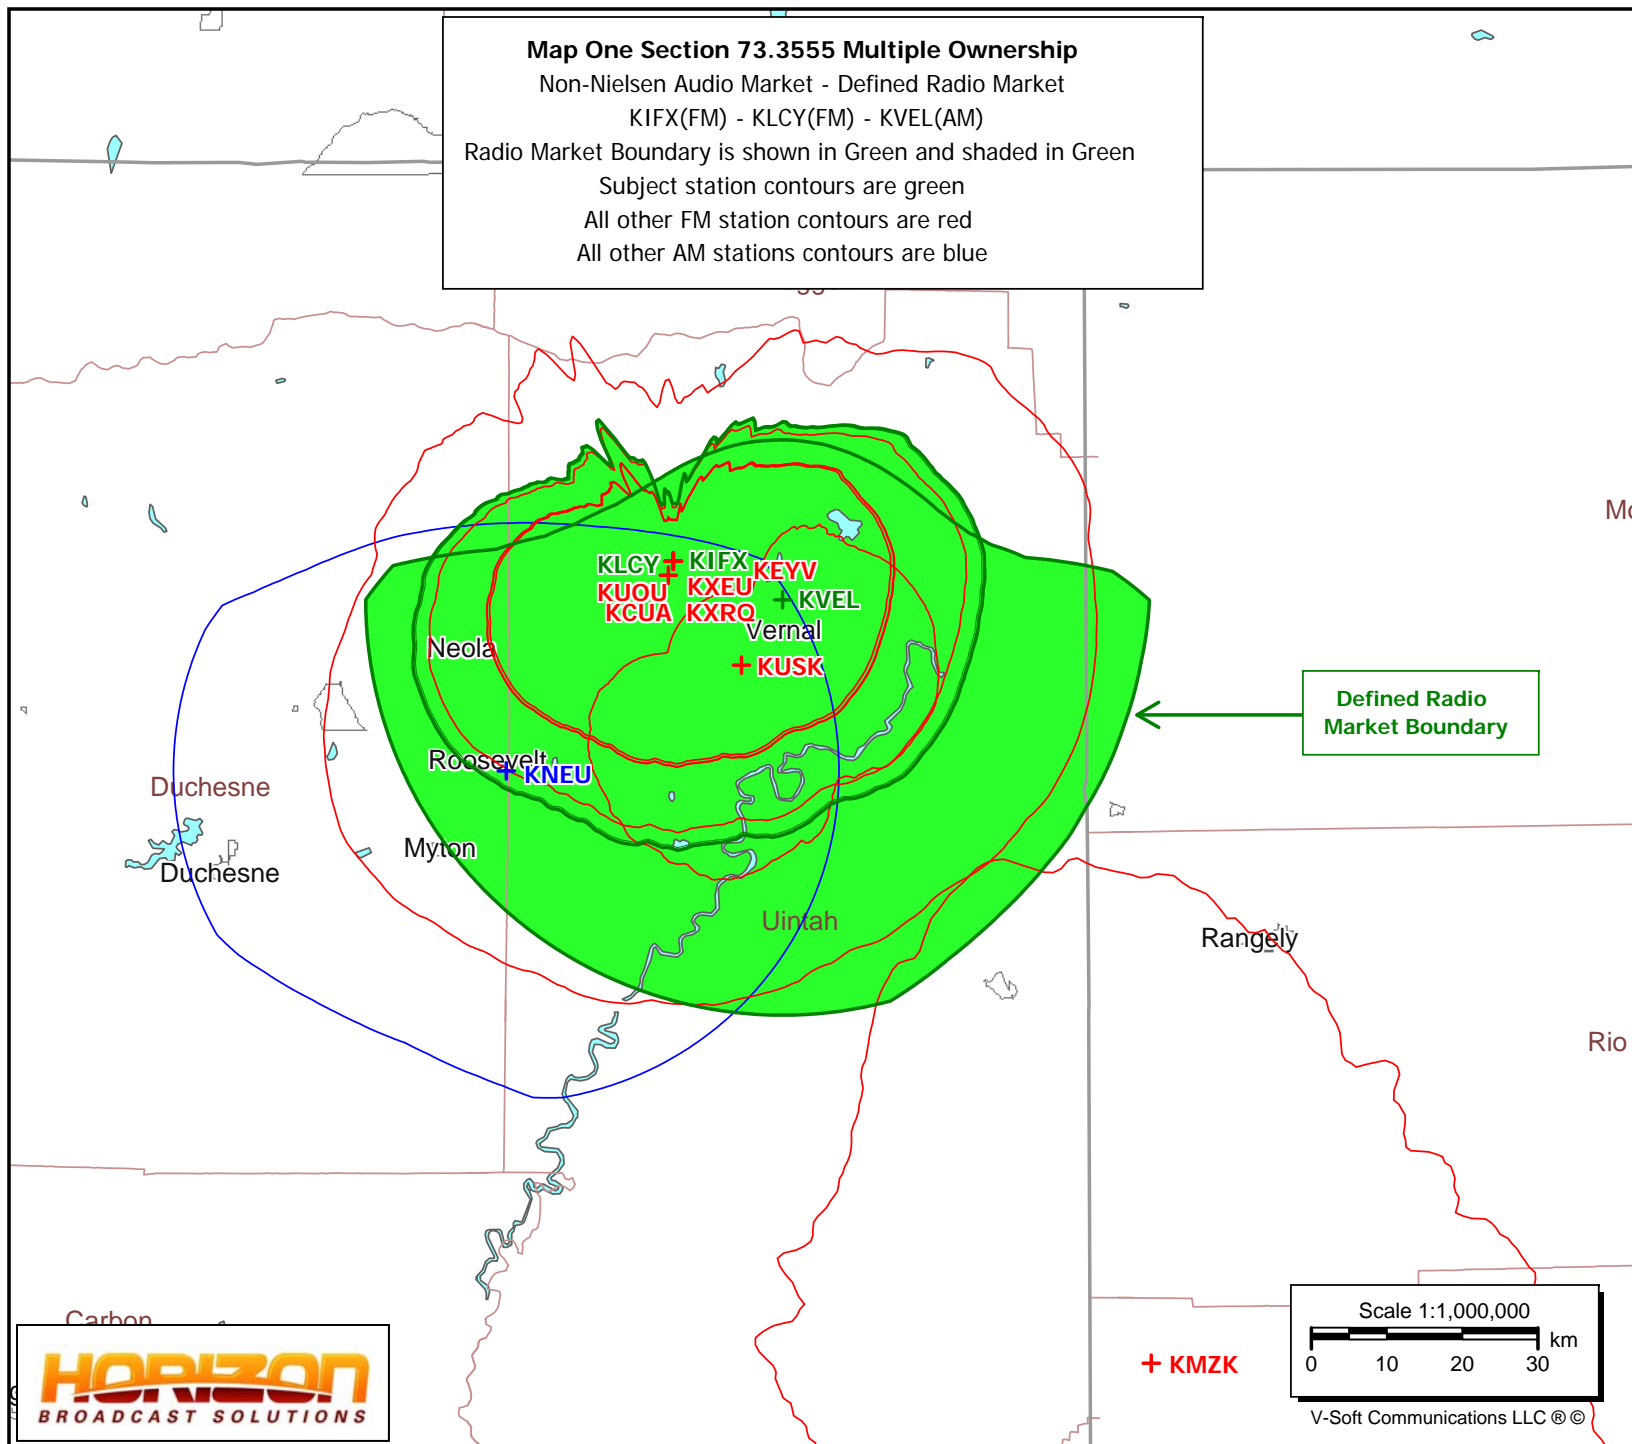 Map One Section 73.3555 Multiple Ownership
Non-Nielsen Audio Market - Defined Radio Market
KIFX(FM) - KLCY(FM) - KVEL(AM)
Radio Market Boundary is shown in Green and shaded in Green
Subject station contours are green
All other FM station contours are red
All other AM stations contours are blue
KLCY
KIFX
KEYV
KUOU
KXEU
KVEL
KCUA
KXRQ
Vernal
Neola
KUSK
Defined Radio
Market Boundary
Roosevelt
KNEU
Duchesne
Myton
Duchesne
Uintah
Rangely
Rio
Carbon
Scale 1:1,000,000
km
0 10 20 30
KMZK
HORIZON
BROADCAST SOLUTIONS
V-Soft Communications LLC ® ©